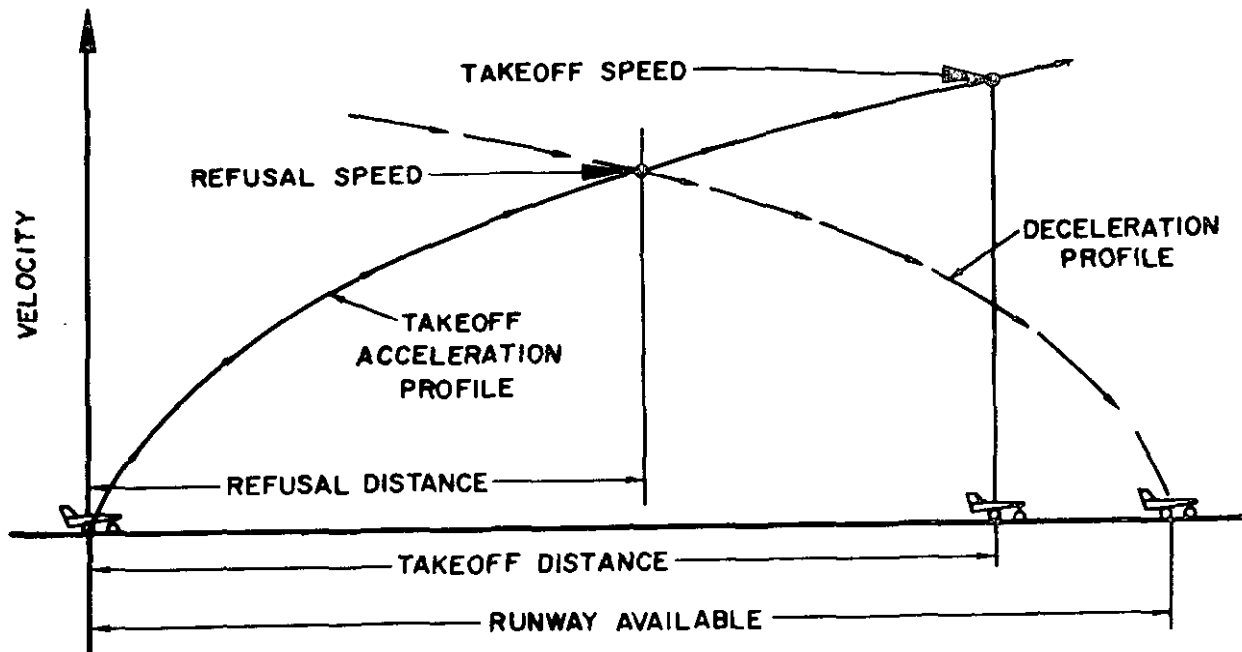 TAKEOFF SPEED
REFUSAL SPEED
VELOCITY
DECELERATION
PROFILE
TAKEOFF
ACCELERATION
PROFILE
REFUSAL DISTANCE
TAKEOFF DISTANCE
RUNWAY AVAILABLE